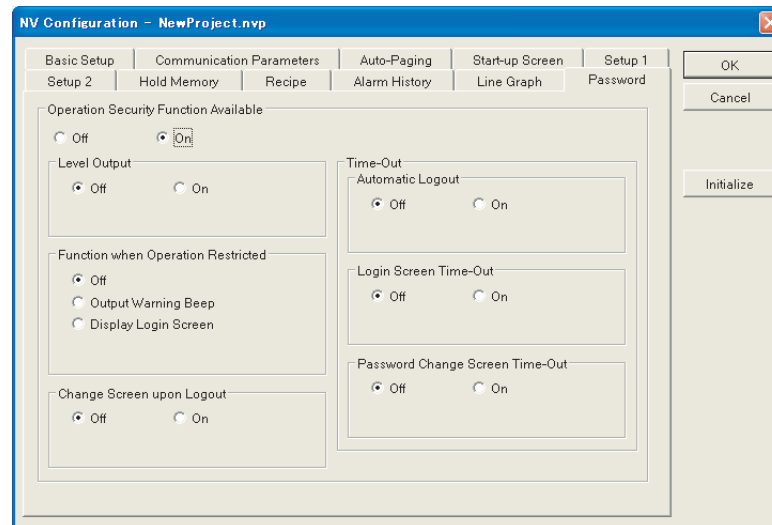 NV Configuration - NewProject.nvp
Basic Setup Communication Parameters Auto-Paging Start-up Screen Setup 1
Setup 2 Hold Memory Recipe Alarm History Line Graph Password
OK
Cancel
Initialize
Operation Security Function Available
Off On
Level Output
Off On
Function when Operation Restricted
Off
Output Warning Beep
Display Login Screen
Change Screen upon Logout
Off On
Time-Out
Automatic Logout
Off On
Login Screen Time-Out
Off On
Password Change Screen Time-Out
Off On